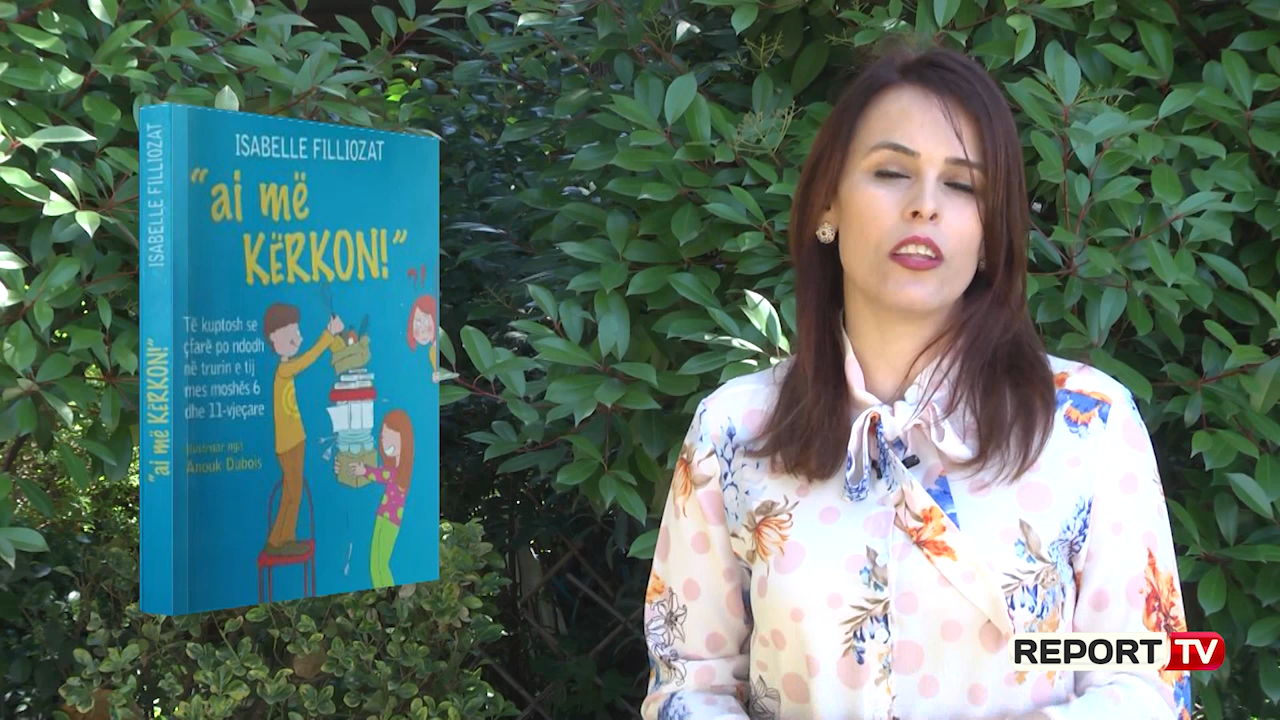 ISABELLE FILLIOZAT
"ai më
KËRKON!"
?!
Të kuptosh se
çfarë po ndodh
në trurin e tij
mes moshës 6
dhe 11-vjeçare
Ilustruar nga
Anouk Dubois
ISABELLE FILLIOZAT
"ai më KËRKON!"
REPORT TV